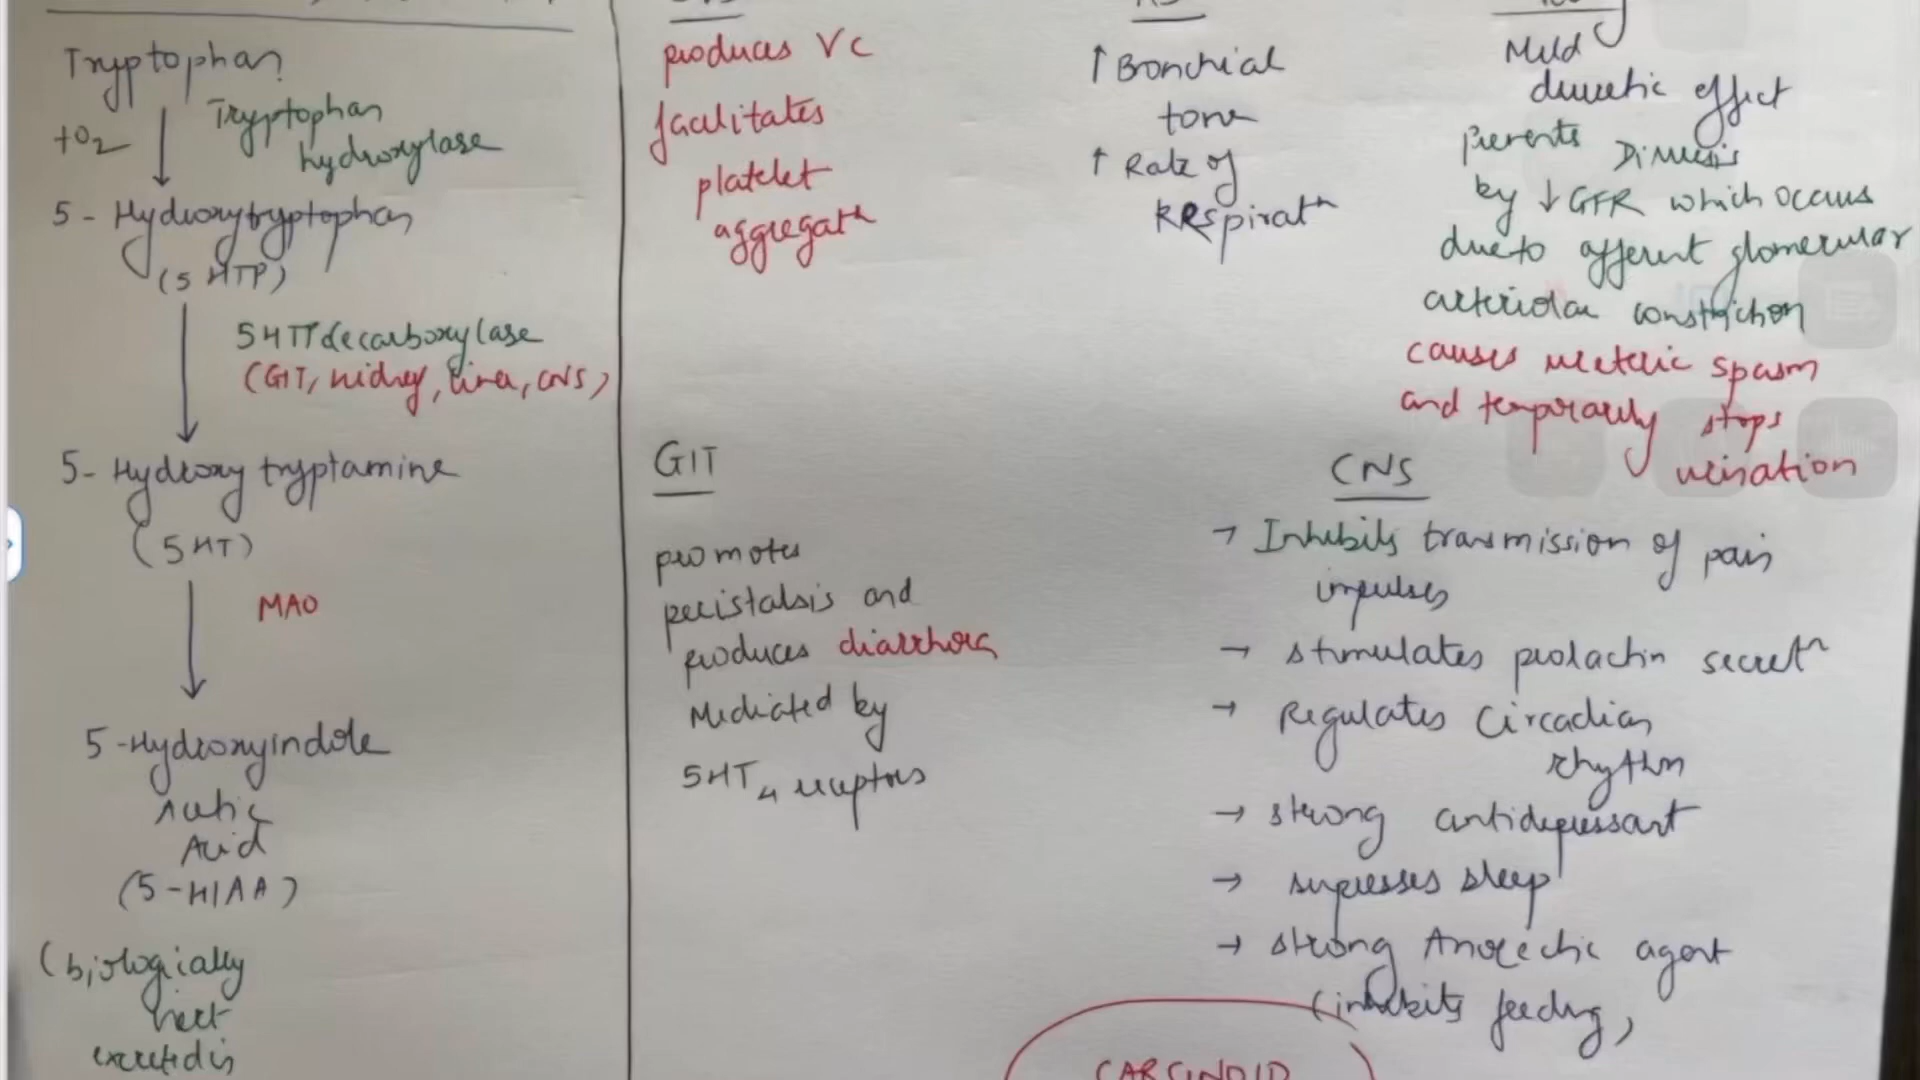 Tryptophan
+O2
Tryptophan
hydroxylase
5- Hydroxytryptophan
(5 HTP)
5HTP decarboxylase
(GIT, kidney, liver, CNS)
5- Hydroxy tryptamine
(5HT)
MAO
5-Hydroxyindole
Acetic
Acid
(5-HIAA)
(biologically
inert
excreted in
produces VC
facilitates
platelet
aggregatn
↑ Bronchial
tone
↑ Rate of
Respiratn
Mild
diuretic effect
prevents Diuresis
by ↓ GFR which occurs
due to afferent glomerular
arteriolar constriction
causes ureteric spasm
and temporarily stops
urination
GIT
promotes
peristalsis and
produces diarrhoea
Mediated by
5HT4 receptors
CNS
→ Inhibits transmission of pain
impulses
→ stimulates prolactin secretn
→ Regulates Circadian
rhythm
→ strong antidepressant
→ supresses sleep
→ strong Anorectic agent
(inhibits feeding)
CARCINOID